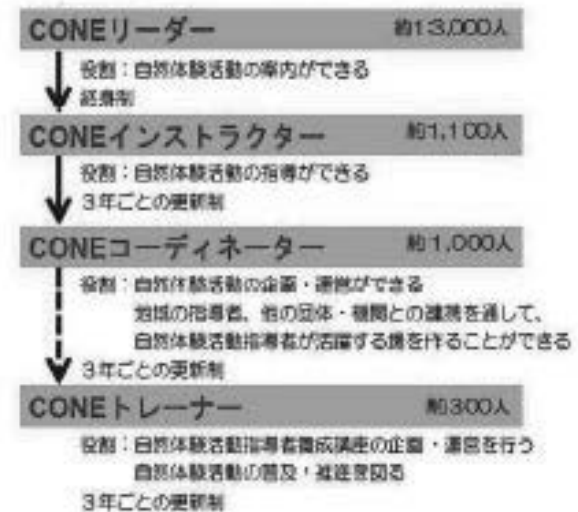 CONEリーダー 約13,000人
役割：自然体験活動の案内ができる
終身制
CONEインストラクター 約1,100人
役割：自然体験活動の指導ができる
3年ごとの更新制
CONEコーディネーター 約1,000人
役割：自然体験活動の企画・運営ができる
地域の指導者、他の団体・機関との連携を通して、
自然体験活動指導者が活躍する場を作ることができる
3年ごとの更新制
CONEトレーナー 約300人
役割：自然体験活動指導者養成講座の企画・運営を行う
自然体験活動の普及・推進を図る
3年ごとの更新制